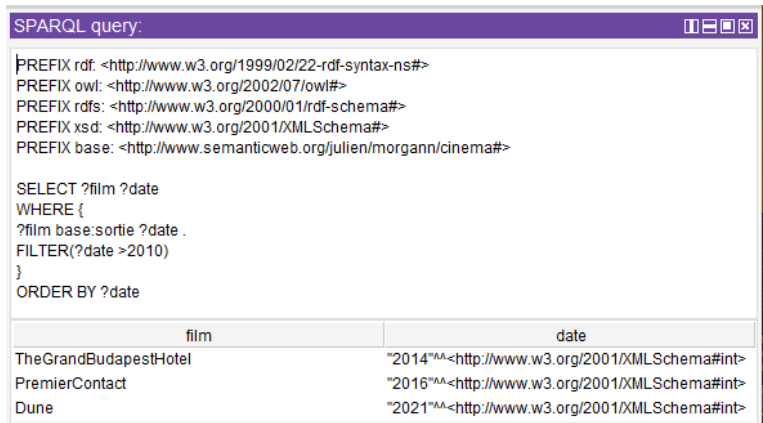 SPARQL query:
PREFIX rdf: <http://www.w3.org/1999/02/22-rdf-syntax-ns#>
PREFIX owl: <http://www.w3.org/2002/07/owl#>
PREFIX rdfs: <http://www.w3.org/2000/01/rdf-schema#>
PREFIX xsd: <http://www.w3.org/2001/XMLSchema#>
PREFIX base: <http://www.semanticweb.org/julien/morgann/cinema#>
SELECT ?film ?date
WHERE {
?film base:sortie ?date .
FILTER(?date >2010)
}
ORDER BY ?date
film date
TheGrandBudapestHotel "2014"^^<http://www.w3.org/2001/XMLSchema#int>
PremierContact "2016"^^<http://www.w3.org/2001/XMLSchema#int>
Dune "2021"^^<http://www.w3.org/2001/XMLSchema#int>